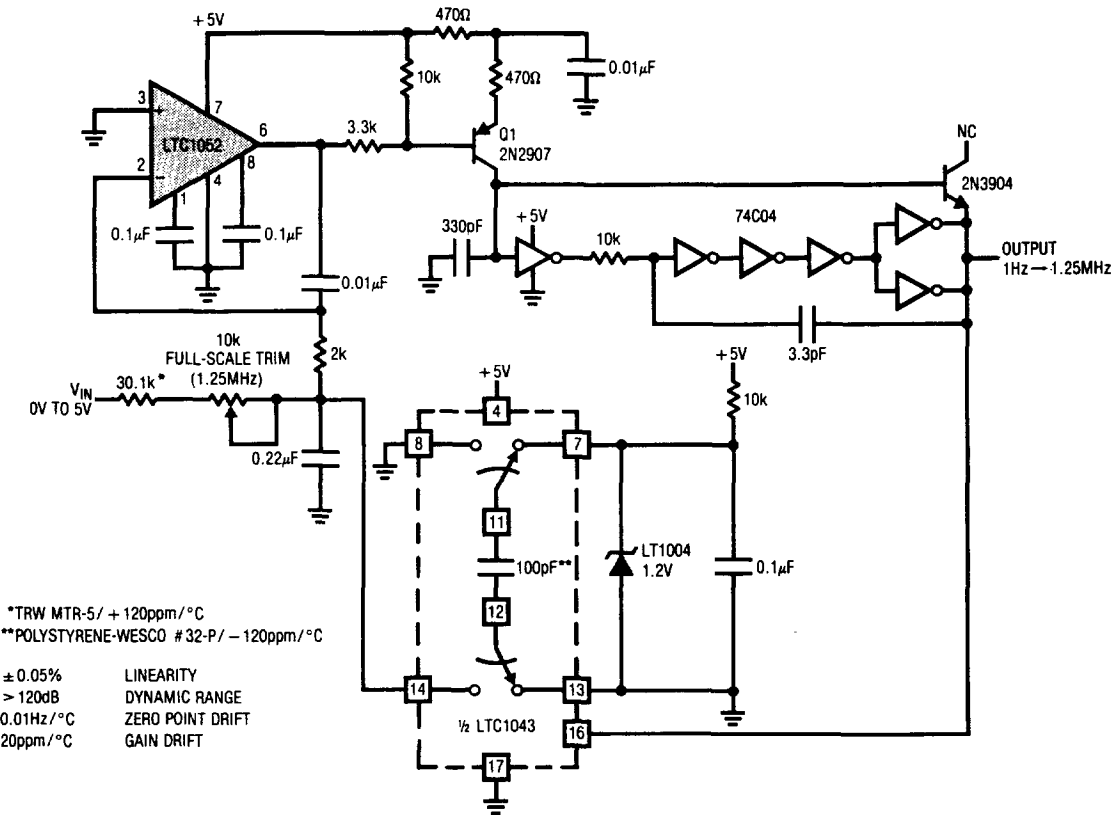 470Ω
+5V
10k
470Ω
0.01μF
3
7
LTC1052
6
2
8
1
4
3.3k
Q1
2N2907
NC
2N3904
0.1μF
0.1μF
330pF
+5V
10k
74C04
OUTPUT
1Hz→1.25MHz
0.01μF
3.3pF
10k
FULL-SCALE TRIM
(1.25MHz)
2k
VIN
0V TO 5V
30.1k*
0.22μF
+5V
+5V
10k
4
8
7
11
100pF**
LT1004
1.2V
0.1μF
12
14
13
½ LTC1043
16
17
*TRW MTR-5/+120ppm/°C
**POLYSTYRENE-WESCO #32-P/−120ppm/°C
±0.05% LINEARITY
>120dB DYNAMIC RANGE
0.01Hz/°C ZERO POINT DRIFT
20ppm/°C GAIN DRIFT